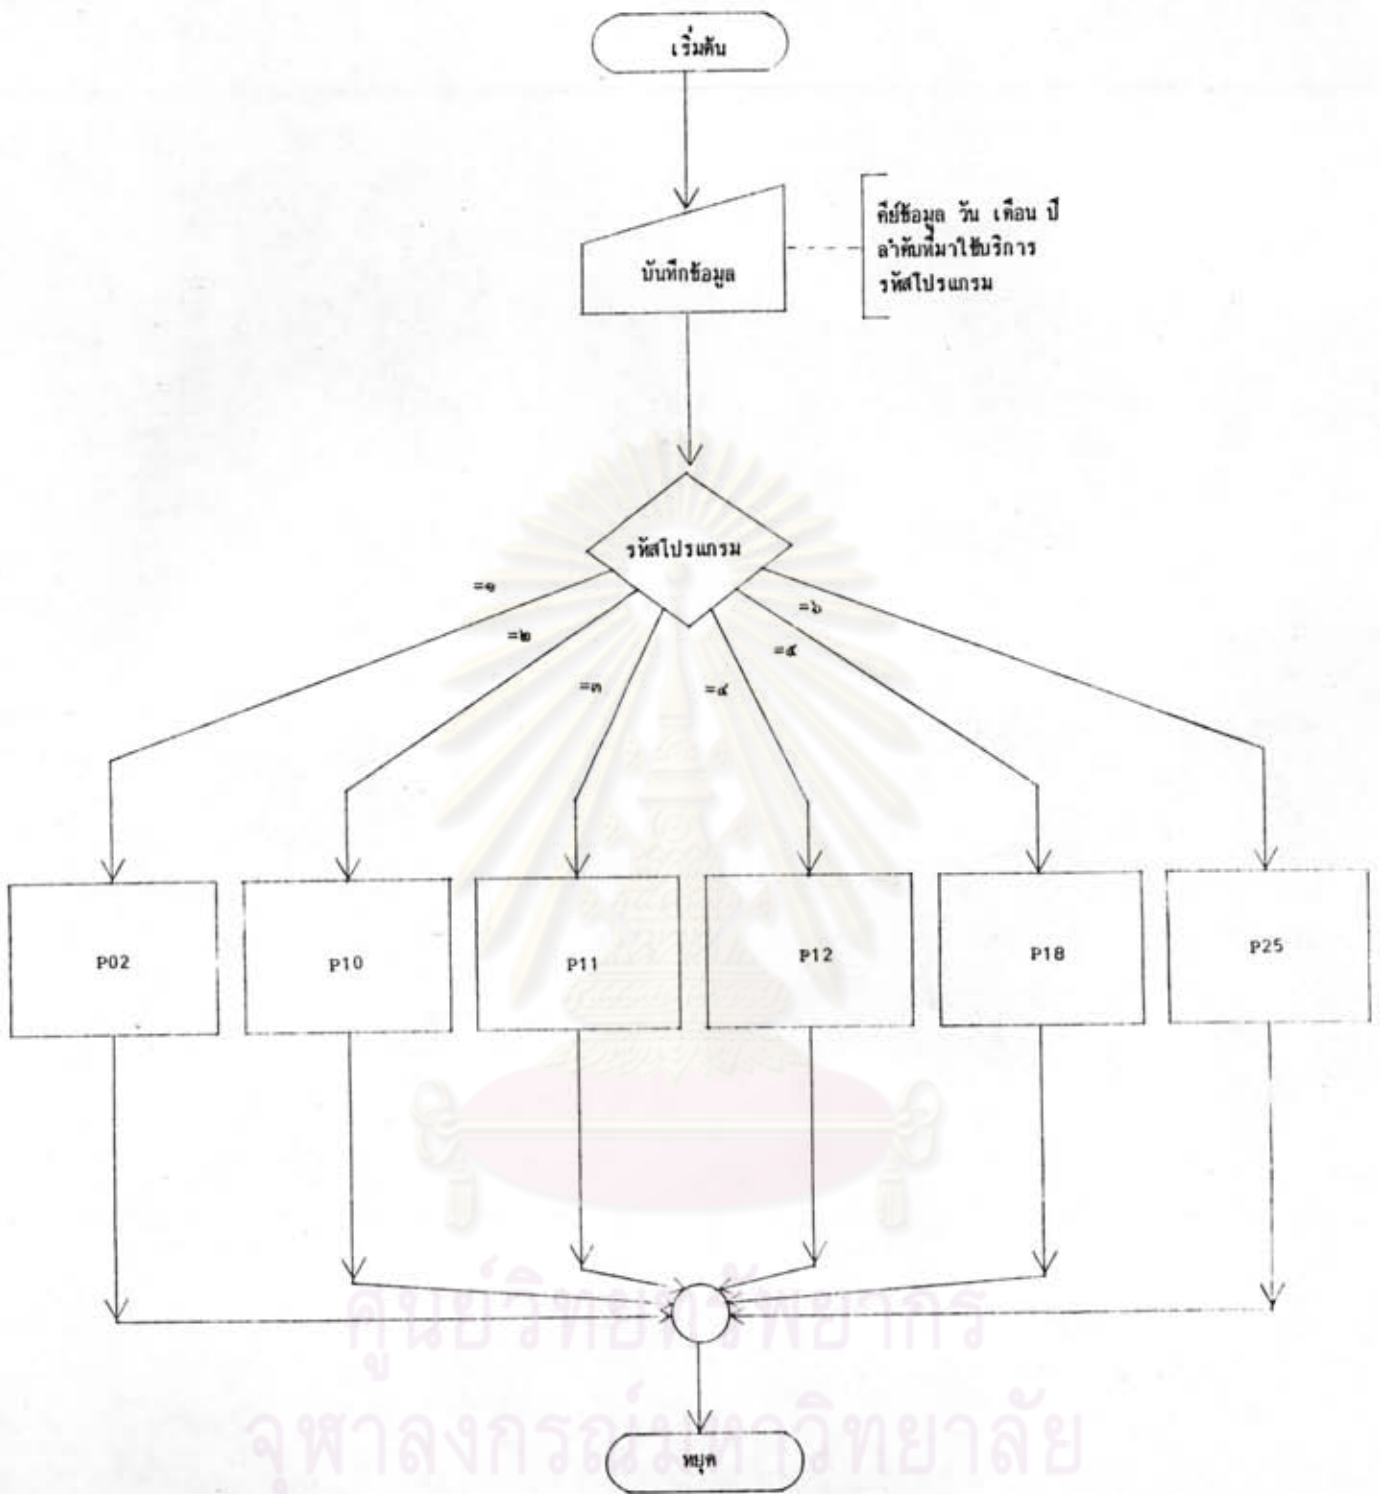 เริ่มต้น
บันทึกข้อมูล
คีย์ข้อมูล วัน เดือน ปี
ลำดับที่มาใช้บริการ
รหัสโปรแกรม
รหัสโปรแกรม
=๑
=๒
=๓
=๔
=๕
=๖
P02
P10
P11
P12
P18
P25
หยุด
ศูนย์วิทยทรัพยากร
จุฬาลงกรณ์มหาวิทยาลัย